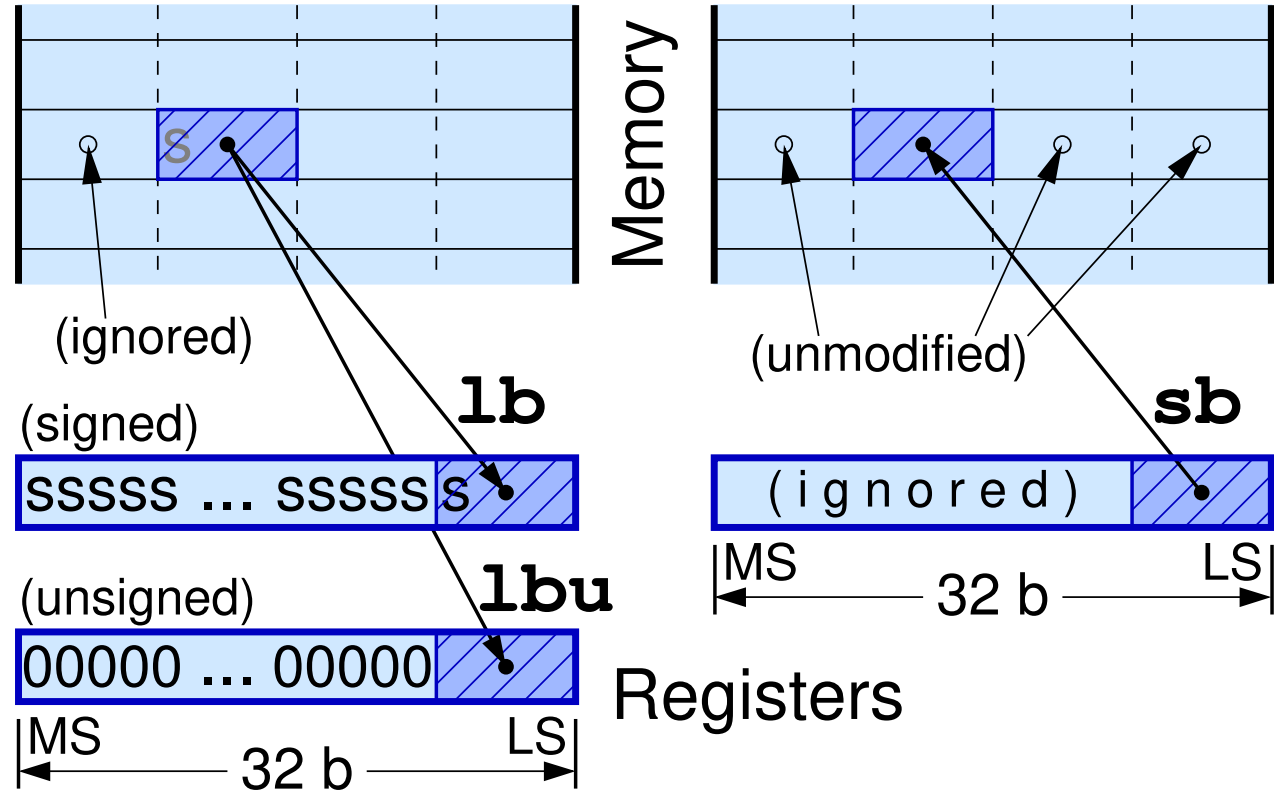 s
Memory
(ignored)
(unmodified)
lb
sb
(signed)
sssss ... sssss s
( i g n o r e d )
MS LS
32 b
lbu
(unsigned)
00000 ... 00000
Registers
MS LS
32 b